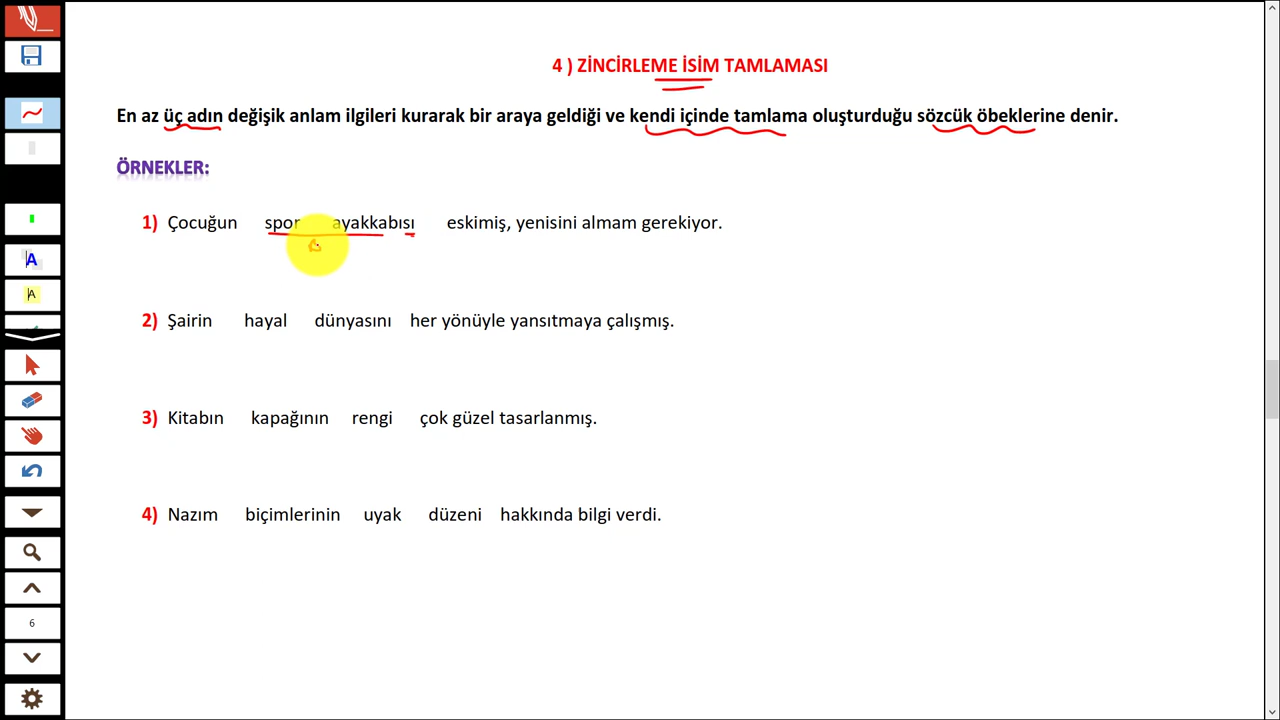 4 ) ZİNCİRLEME İSİM TAMLAMASI
En az üç adın değişik anlam ilgileri kurarak bir araya geldiği ve kendi içinde tamlama oluşturduğu sözcük öbeklerine denir.
ÖRNEKLER:
1) Çocuğun spor ayakkabısı eskimiş, yenisini almam gerekiyor.
2) Şairin hayal dünyasını her yönüyle yansıtmaya çalışmış.
3) Kitabın kapağının rengi çok güzel tasarlanmış.
4) Nazım biçimlerinin uyak düzeni hakkında bilgi verdi.
A
A
6